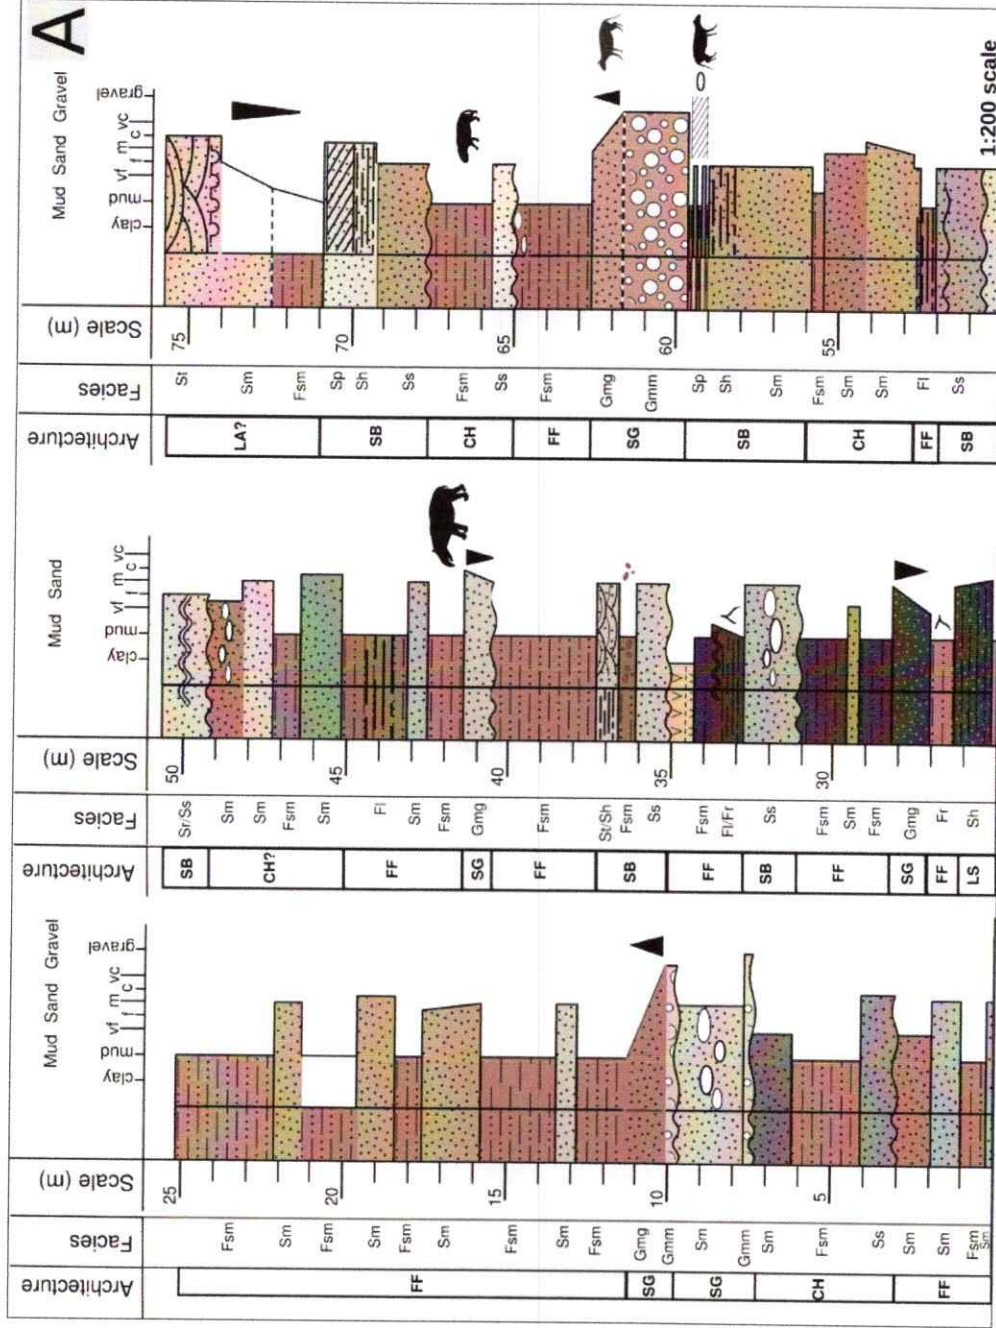 A
Architecture
Facies
Scale (m)
Mud Sand Gravel
clay
mud
vf
f
m
c
vc
gravel
25
20
15
10
5
FF
SG
SG
CH
FF
Fsm
Sm
Fsm
Sm
Fsm
Sm
Fsm
Sm
Fsm
Gmg
Gmm
Sm
Gmm
Sm
Fsm
Ss
Sm
Sm
Fsm
Sm
Architecture
Facies
Scale (m)
Mud Sand
clay
mud
vf
f
m
c
vc
50
45
40
35
30
SB
CH?
FF
SG
FF
SB
FF
SB
FF
SG
FF
LS
Sr/Ss
Sm
Sm
Fsm
Sm
Fl
Sm
Fsm
Gmg
Fsm
St/Sh
Fsm
Ss
Fsm
Fl/Fr
Ss
Fsm
Sm
Fsm
Gmg
Fr
Sh
Architecture
Facies
Scale (m)
Mud Sand Gravel
clay
mud
vf
f
m
c
vc
gravel
75
70
65
60
55
LA?
SB
CH
FF
SG
SB
CH
FF
SB
St
Sm
Fsm
Sp
Sh
Ss
Fsm
Ss
Fsm
Gmg
Gmm
Sp
Sh
Sm
Fsm
Sm
Sm
Fl
Ss
1:200 scale